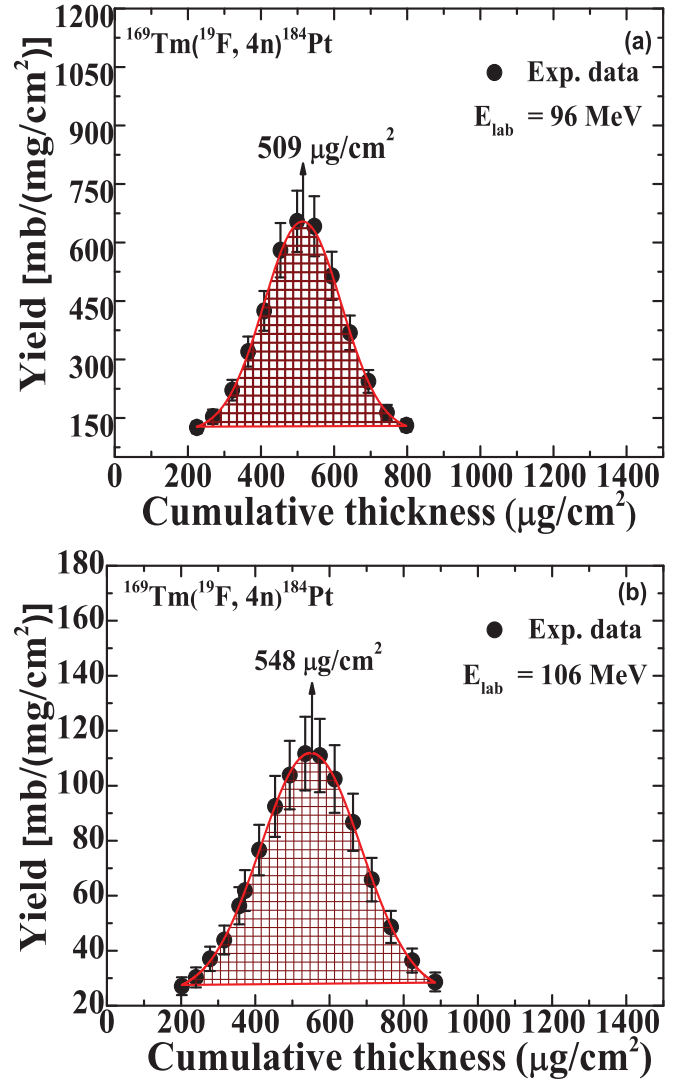 ¹⁶⁹Tm(¹⁹F, 4n)¹⁸⁴Pt
(a)
Exp. data
E_lab = 96 MeV
509 μg/cm²
Yield [mb/(mg/cm²)]
1200
1050
900
750
600
450
300
150
0 200 400 600 800 1000 1200 1400
Cumulative thickness (μg/cm²)
¹⁶⁹Tm(¹⁹F, 4n)¹⁸⁴Pt
(b)
Exp. data
E_lab = 106 MeV
548 μg/cm²
Yield [mb/(mg/cm²)]
180
160
140
120
100
80
60
40
20
0 200 400 600 800 1000 1200 1400
Cumulative thickness (μg/cm²)